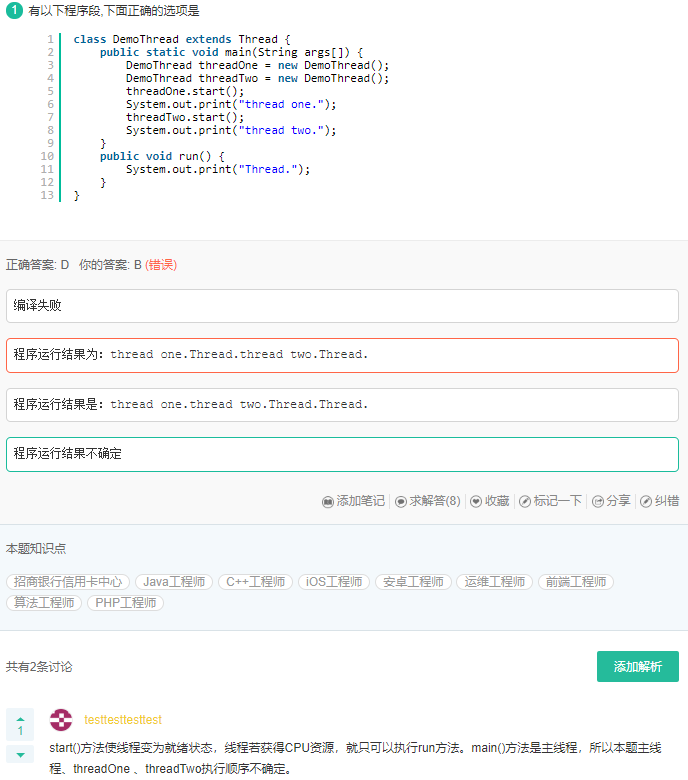 1 有以下程序段,下面正确的选项是
1 class DemoThread extends Thread {
2 public static void main(String args[]) {
3 DemoThread threadOne = new DemoThread();
4 DemoThread threadTwo = new DemoThread();
5 threadOne.start();
6 System.out.print("thread one.");
7 threadTwo.start();
8 System.out.print("thread two.");
9 }
10 public void run() {
11 System.out.print("Thread.");
12 }
13 }
正确答案: D 你的答案: B (错误)
编译失败
程序运行结果为：thread one.Thread.thread two.Thread.
程序运行结果是：thread one.thread two.Thread.Thread.
程序运行结果不确定
添加笔记 求解答(8) 收藏 标记一下 分享 纠错
本题知识点
招商银行信用卡中心 Java工程师 C++工程师 iOS工程师 安卓工程师 运维工程师 前端工程师
算法工程师 PHP工程师
共有2条讨论 添加解析
testtesttesttest
1
start()方法使线程变为就绪状态，线程若获得CPU资源，就只可以执行run方法。main()方法是主线程，所以本题主线
程、threadOne 、threadTwo执行顺序不确定。